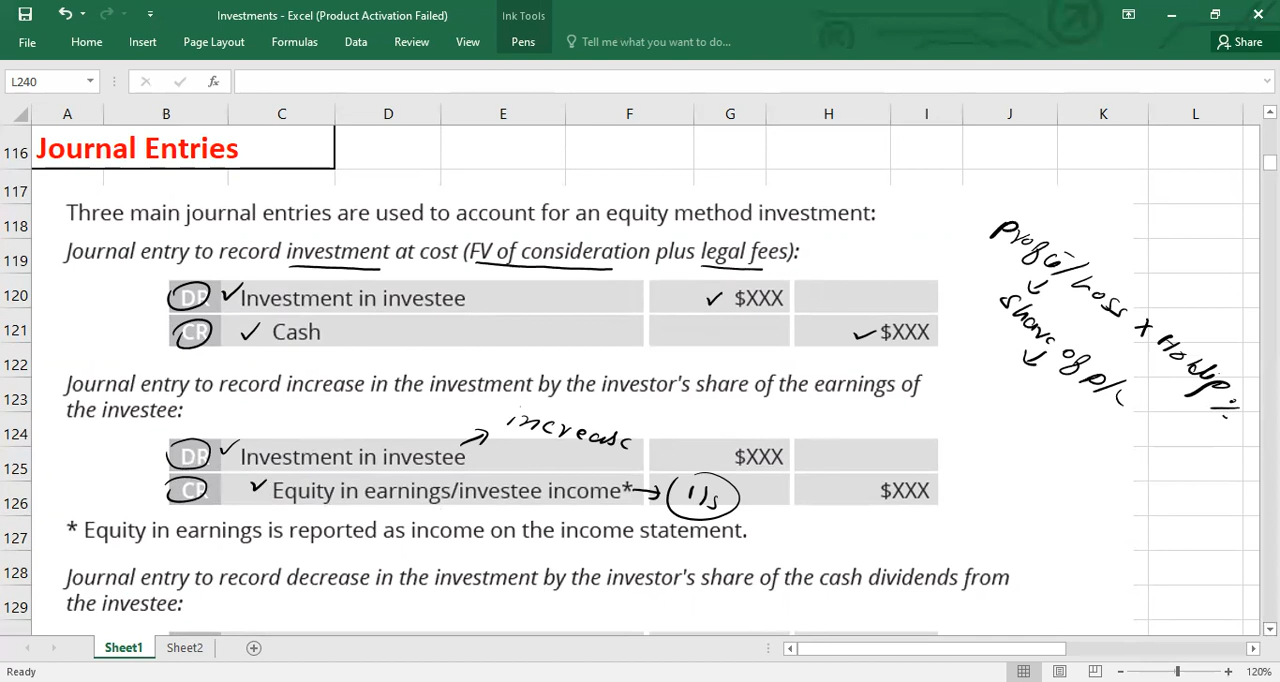 Investments - Excel (Product Activation Failed)
Ink Tools
File Home Insert Page Layout Formulas Data Review View Pens Tell me what you want to do... Share
L240 fx
A B C D E F G H I J K L
116 Journal Entries
117
118 Three main journal entries are used to account for an equity method investment:
119 Journal entry to record investment at cost (FV of consideration plus legal fees):
120 DR Investment in investee $XXX
121 CR Cash $XXX
122
123 Journal entry to record increase in the investment by the investor's share of the earnings of
124 the investee:
increase
125 DR Investment in investee $XXX
126 CR Equity in earnings/investee income* I/S $XXX
127 * Equity in earnings is reported as income on the income statement.
128 Journal entry to record decrease in the investment by the investor's share of the cash dividends from
129 the investee:
Profit/Loss x
share of P/L
Sheet1 Sheet2
Ready 120%